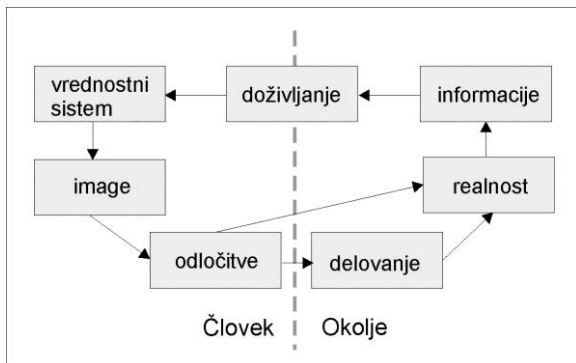 vrednostni
sistem
doživljanje
informacije
image
realnost
odločitve
delovanje
Človek
Okolje